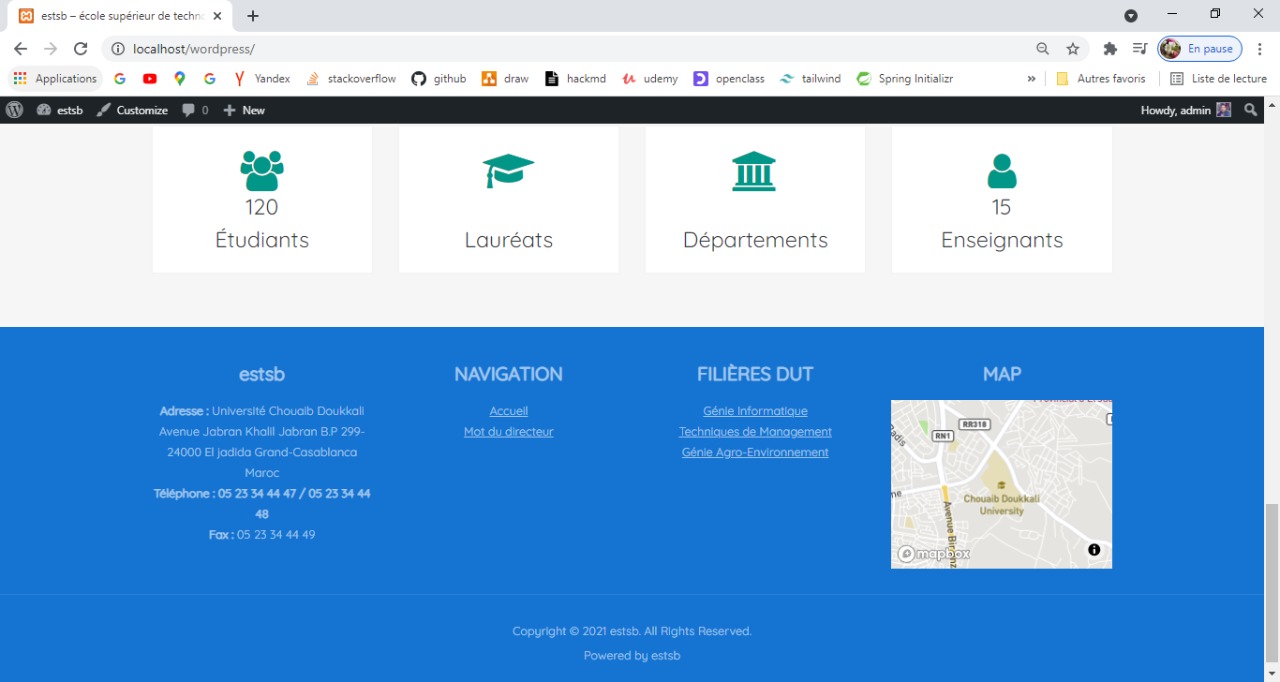 estsb – école supérieur de techno
localhost/wordpress/
En pause
Applications
Yandex
stackoverflow
github
draw
hackmd
udemy
openclass
tailwind
Spring Initializr
»
Autres favoris
Liste de lecture
estsb
Customize
0
New
Howdy, admin
120
Étudiants
Lauréats
Départements
15
Enseignants
estsb
Adresse : Université Chouaib Doukkali
Avenue Jabran Khalil Jabran B.P 299-
24000 El jadida Grand-Casablanca
Maroc
Téléphone : 05 23 34 44 47 / 05 23 34 44
48
Fax : 05 23 34 44 49
NAVIGATION
Accueil
Mot du directeur
FILIÈRES DUT
Génie Informatique
Techniques de Management
Génie Agro-Environnement
MAP
RR318
RN1
Chouaib Doukkali
University
mapbox
Copyright © 2021 estsb. All Rights Reserved.
Powered by estsb